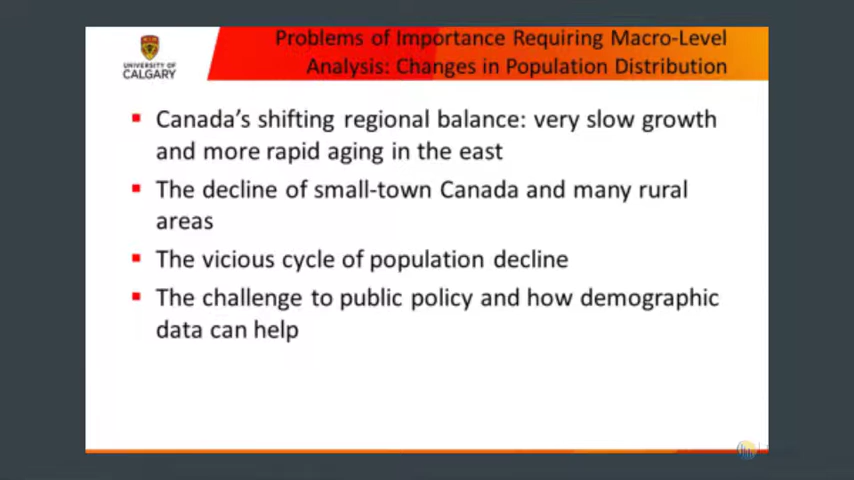 UNIVERSITY OF
CALGARY
Problems of Importance Requiring Macro-Level
Analysis: Changes in Population Distribution
▪ Canada's shifting regional balance: very slow growth
and more rapid aging in the east
▪ The decline of small-town Canada and many rural
areas
▪ The vicious cycle of population decline
▪ The challenge to public policy and how demographic
data can help